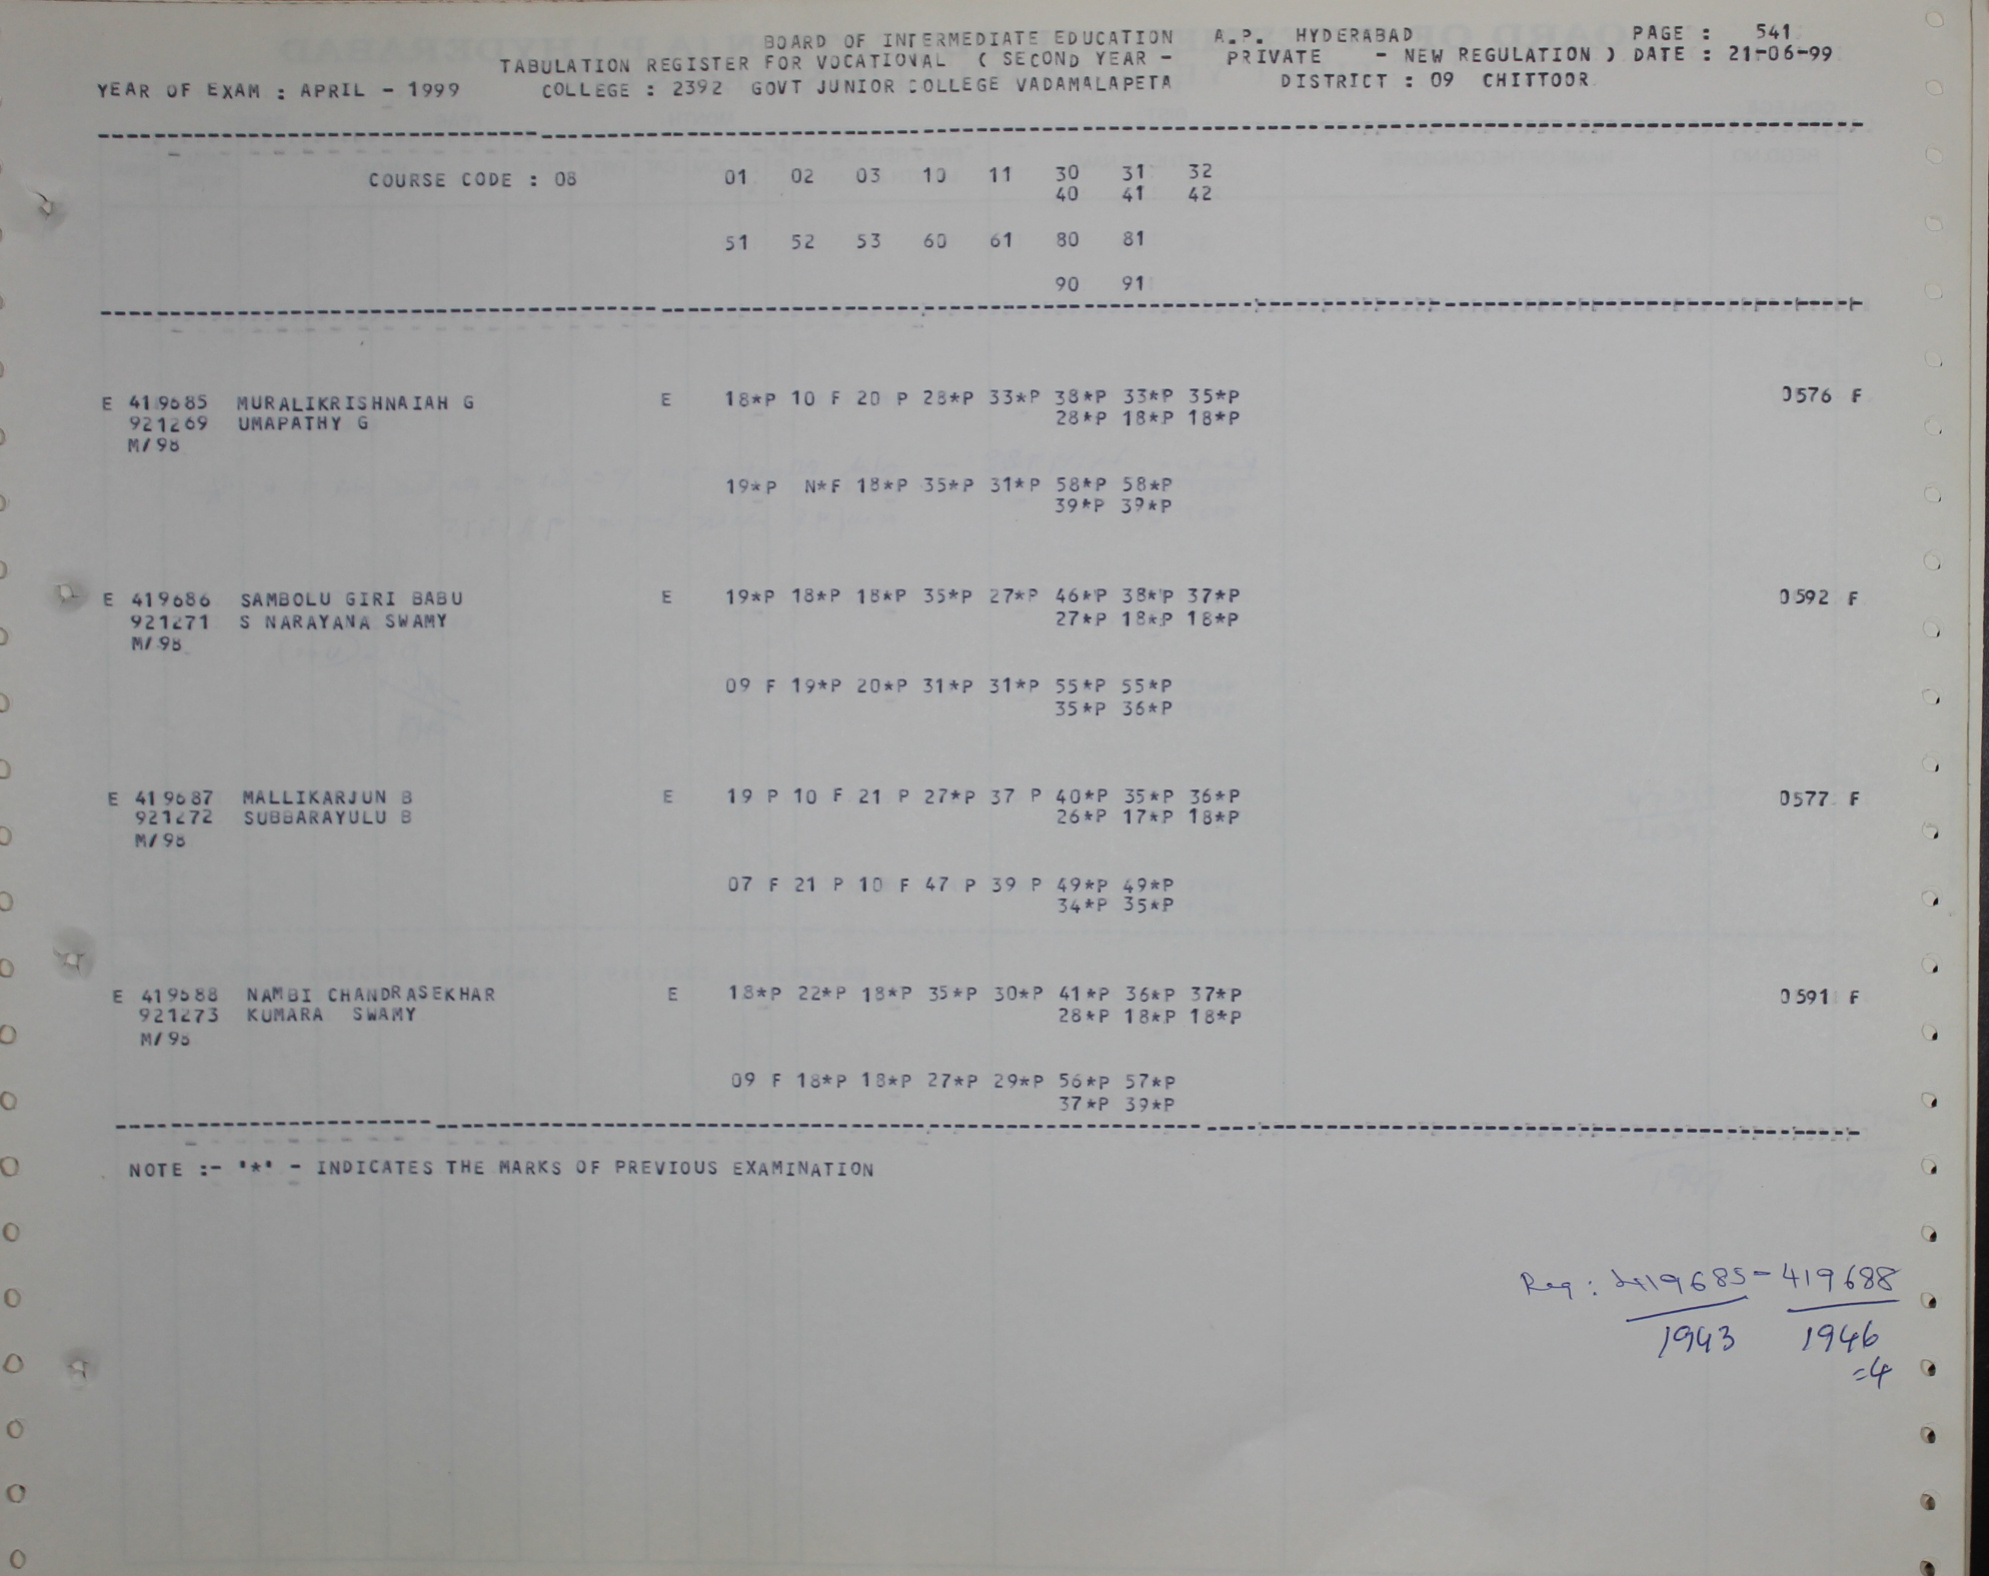 BOARD OF INTERMEDIATE EDUCATION A.P. HYDERABAD PAGE : 541
TABULATION REGISTER FOR VOCATIONAL ( SECOND YEAR - PRIVATE - NEW REGULATION ) DATE : 21-06-99
YEAR OF EXAM : APRIL - 1999 COLLEGE : 2392 GOVT JUNIOR COLLEGE VADAMALAPETA DISTRICT : 09 CHITTOOR
COURSE CODE : 08 01 02 03 10 11 30 31 32
40 41 42
51 52 53 60 61 80 81
90 91
E 419685 MURALIKRISHNAIAH G E 18*P 10 F 20 P 28*P 33*P 38*P 33*P 35*P 0576 F
921269 UMAPATHY G 28*P 18*P 18*P
M/98
19*P N*F 18*P 35*P 31*P 58*P 58*P
39*P 39*P
E 419686 SAMBOLU GIRI BABU E 19*P 18*P 18*P 35*P 27*P 46*P 38*P 37*P 0592 F
921271 S NARAYANA SWAMY 27*P 18*P 18*P
M/98
09 F 19*P 20*P 31*P 31*P 55*P 55*P
35*P 36*P
E 419687 MALLIKARJUN B E 19 P 10 F 21 P 27*P 37 P 40*P 35*P 36*P 0577 F
921272 SUBBARAYULU B 26*P 17*P 18*P
M/98
07 F 21 P 10 F 47 P 39 P 49*P 49*P
34*P 35*P
E 419688 NAMBI CHANDRASEKHAR E 18*P 22*P 18*P 35*P 30*P 41*P 36*P 37*P 0591 F
921273 KUMARA SWAMY 28*P 18*P 18*P
M/98
09 F 18*P 18*P 27*P 29*P 56*P 57*P
37*P 39*P
NOTE :- '*' - INDICATES THE MARKS OF PREVIOUS EXAMINATION
Reg : 419685 - 419688
1943 1946
=4